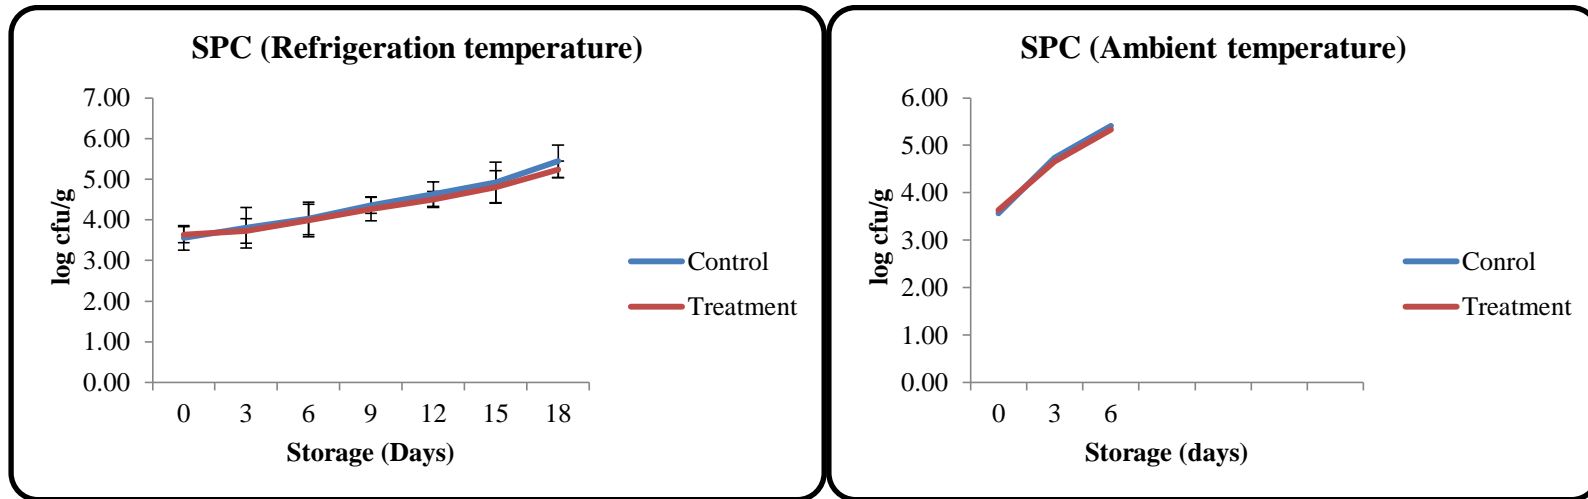 SPC (Refrigeration temperature)
7.00
6.00
5.00
4.00
3.00
2.00
1.00
0.00
log cfu/g
0 3 6 9 12 15 18
Storage (Days)
Control
Treatment
SPC (Ambient temperature)
6.00
5.00
4.00
3.00
2.00
1.00
0.00
log cfu/g
0 3 6
Storage (days)
Conrol
Treatment